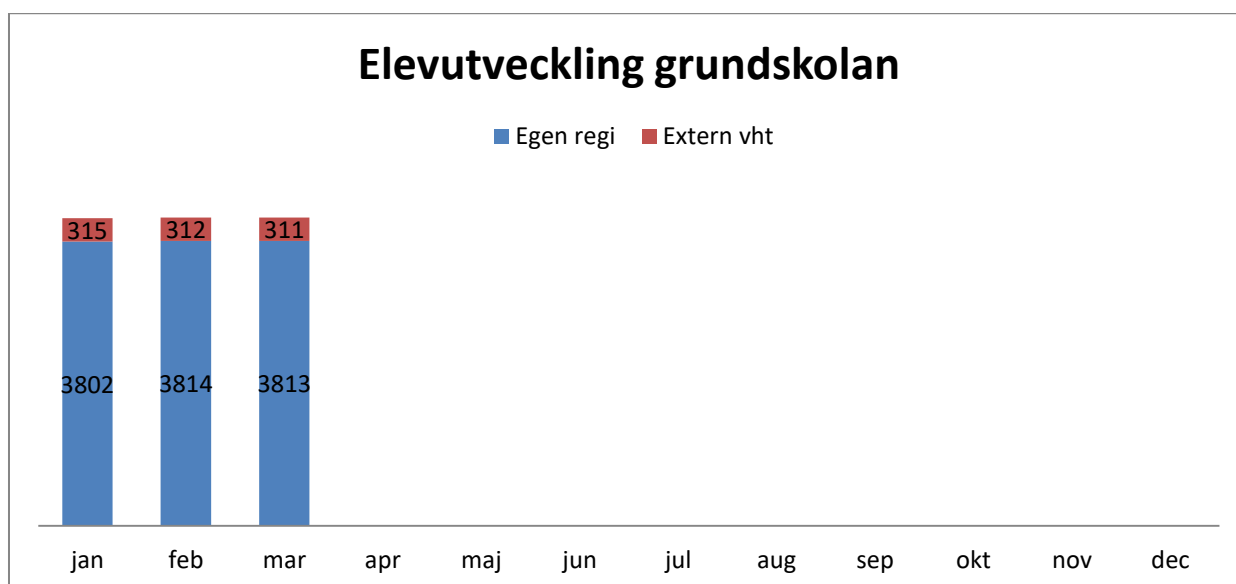 Elevutveckling grundskolan
Egen regi Extern vht
315 312 311
3802 3814 3813
jan feb mar apr maj jun jul aug sep okt nov dec